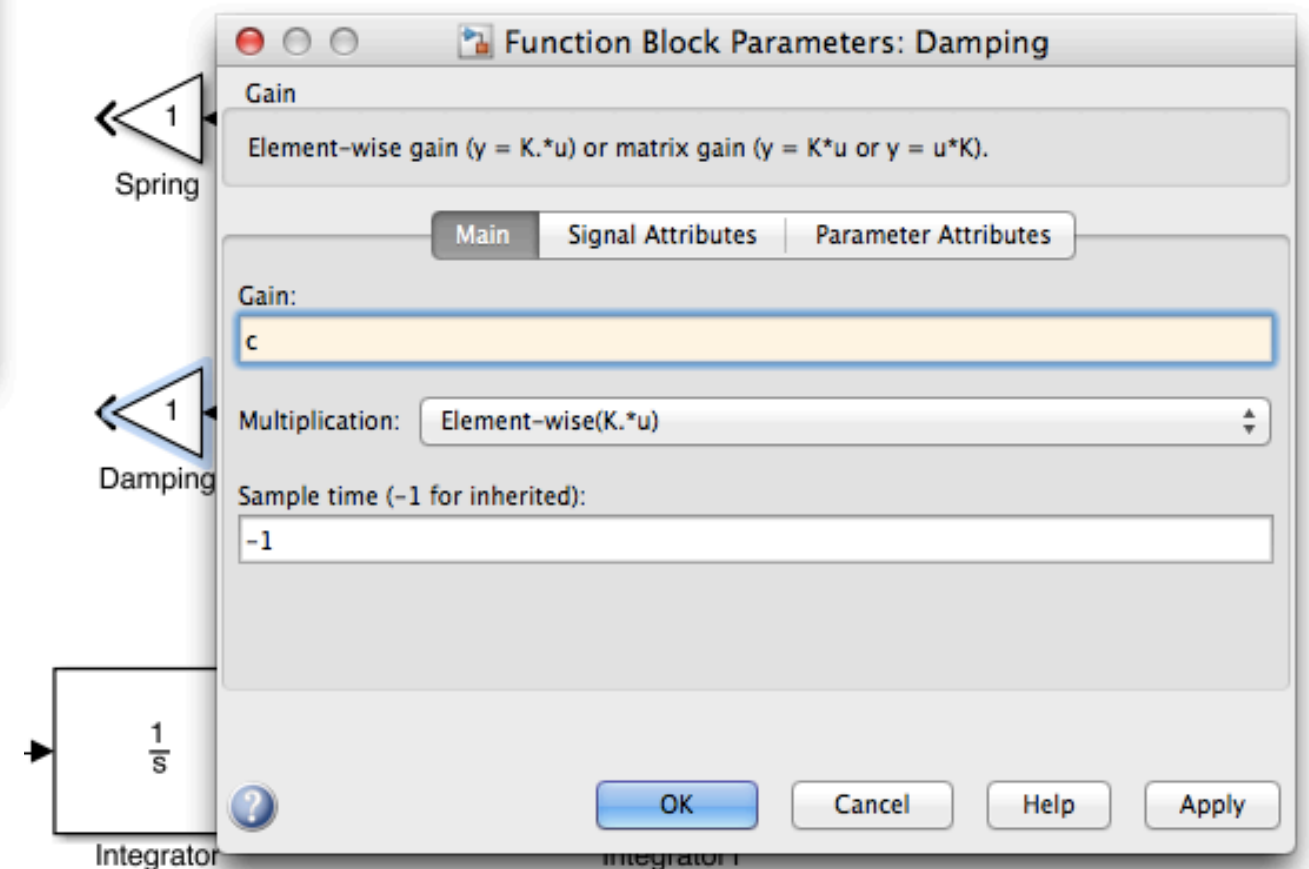 Function Block Parameters: Damping
Gain
Element-wise gain (y = K.*u) or matrix gain (y = K*u or y = u*K).
Main Signal Attributes Parameter Attributes
Gain:
c
Multiplication: Element-wise(K.*u)
Sample time (-1 for inherited):
-1
OK Cancel Help Apply
1
Spring
1
Damping
1
s
Integrator
Integrator1